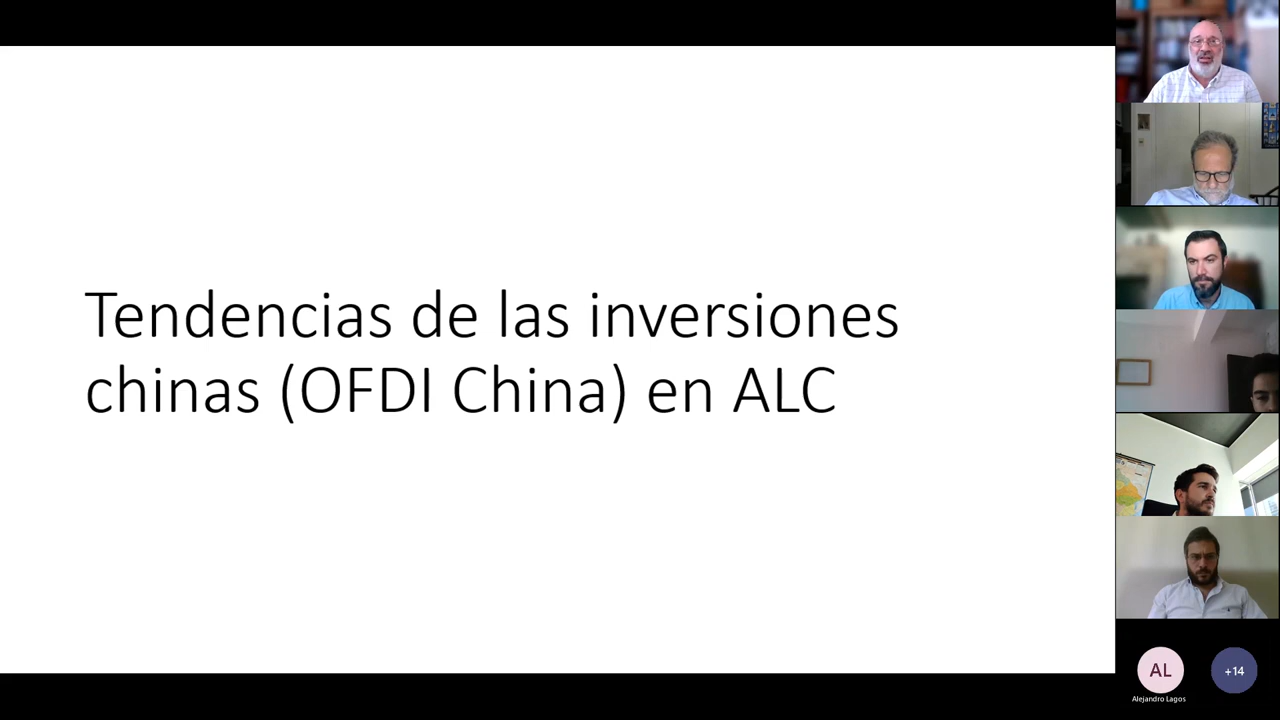 Tendencias de las inversiones
chinas (OFDI China) en ALC
AL
+14
Alejandro Lagos